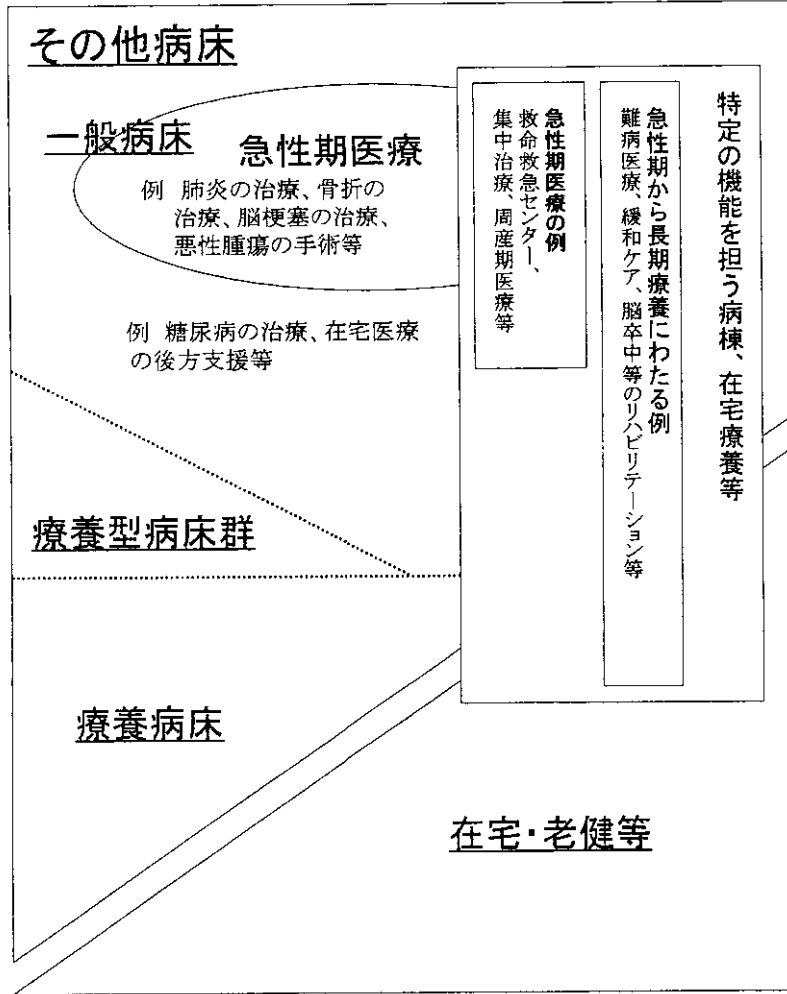 その他病床
一般病床
急性期医療
例 肺炎の治療、骨折の
治療、脳梗塞の治療、
悪性腫瘍の手術等
例 糖尿病の治療、在宅医療
の後方支援等
療養型病床群
療養病床
在宅・老健等
特定の機能を担う病棟、在宅療養等
急性期から長期療養にわたる例
難病医療、緩和ケア、脳卒中等のリハビリテーション等
急性期医療の例
救命救急センター、
集中治療、周産期医療等